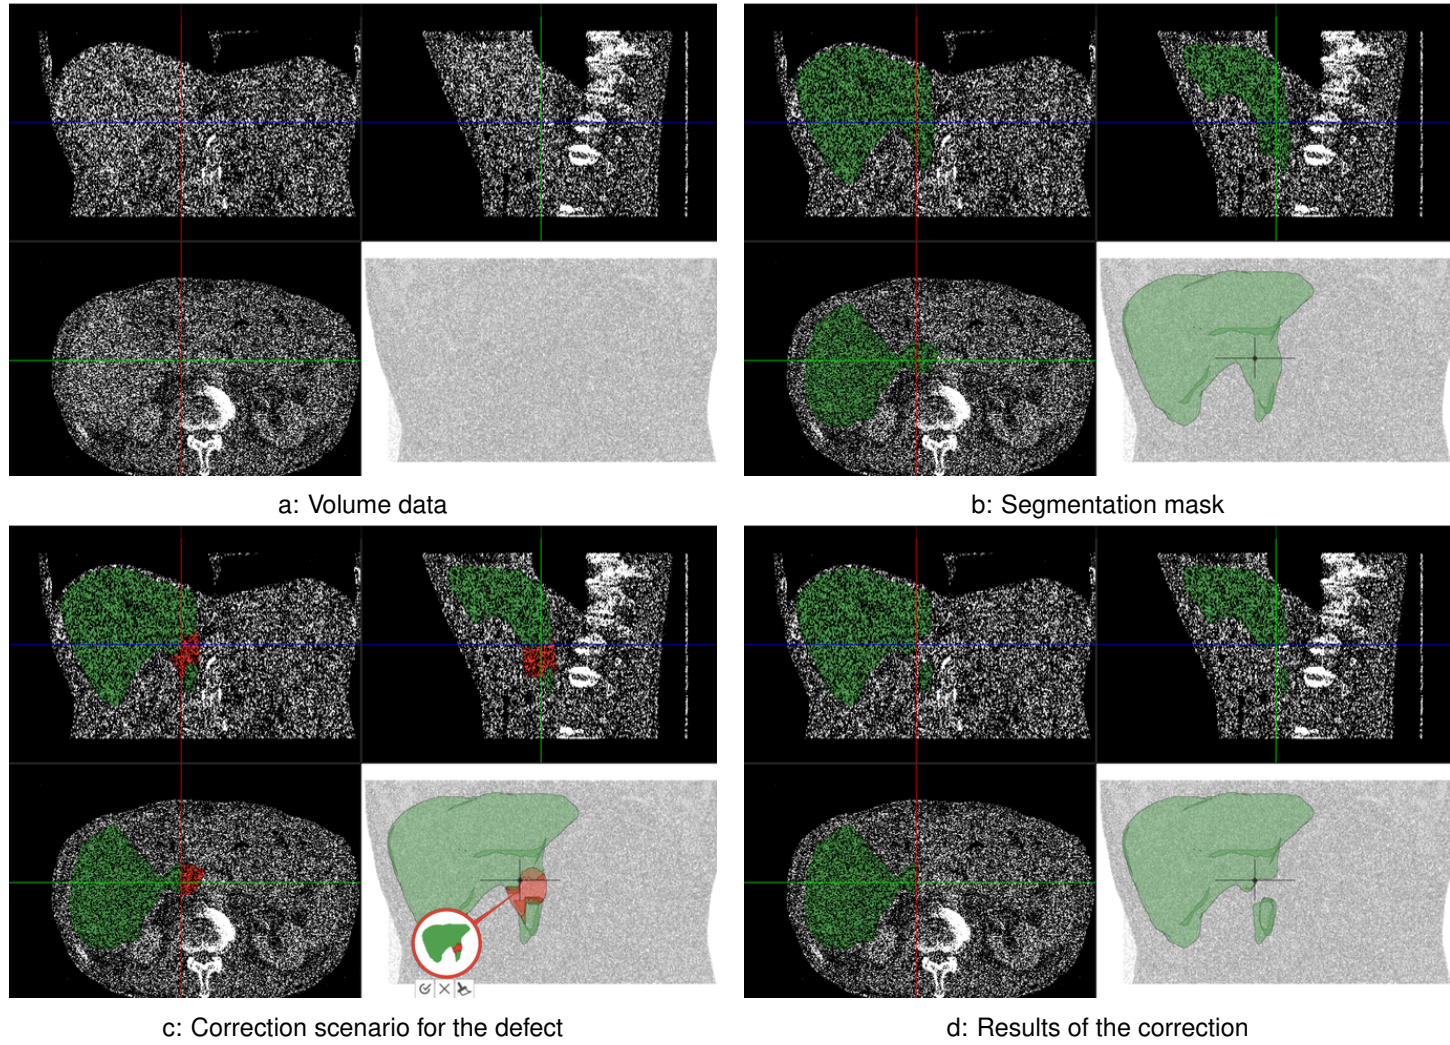 a: Volume data
b: Segmentation mask
c: Correction scenario for the defect
d: Results of the correction